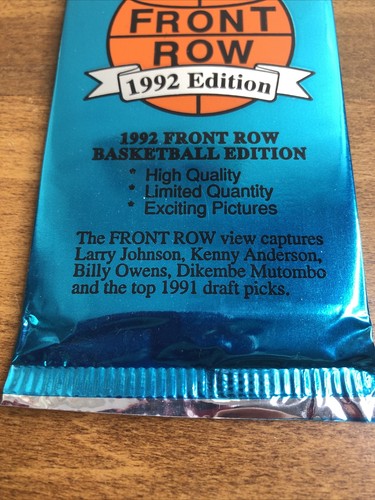 FRONT
ROW
1992 Edition
1992 FRONT ROW
BASKETBALL EDITION
* High Quality
* Limited Quantity
* Exciting Pictures
The FRONT ROW view captures
Larry Johnson, Kenny Anderson,
Billy Owens, Dikembe Mutombo
and the top 1991 draft picks.